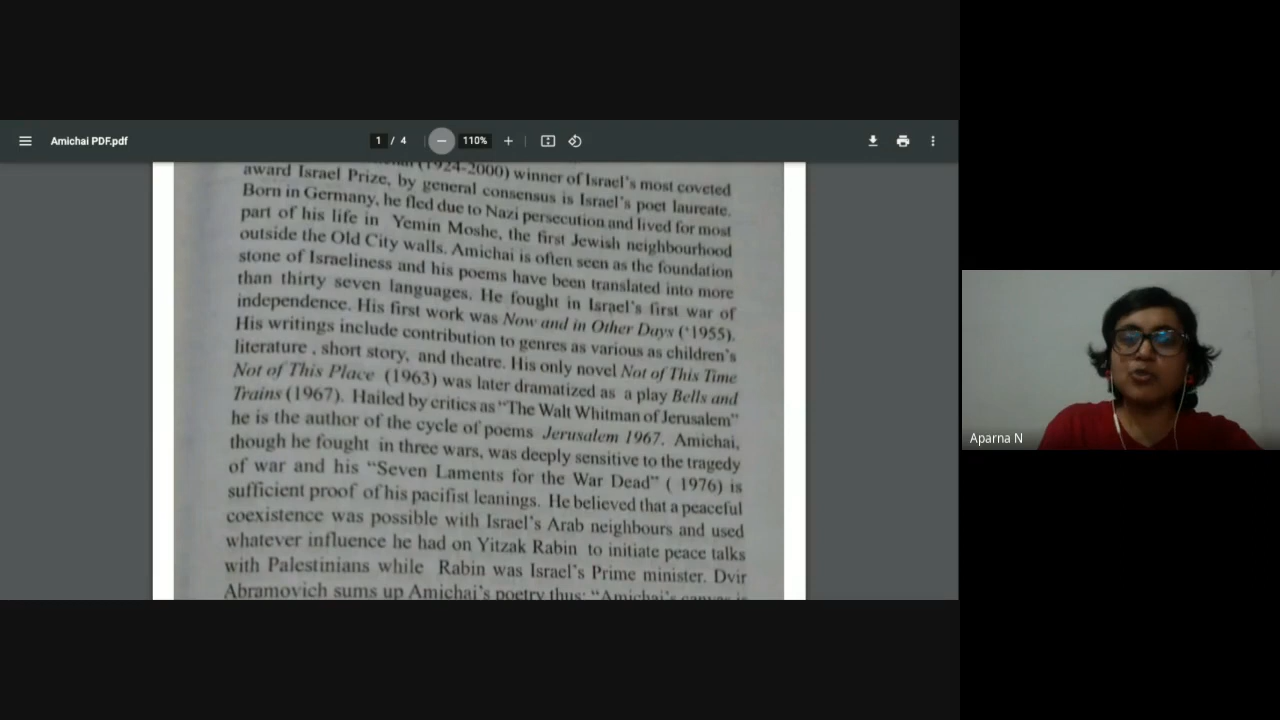 Amichai PDF.pdf
1 / 4
110%
(1924-2000) winner of Israel's most coveted
award Israel Prize, by general consensus is Israel's poet laureate.
Born in Germany, he fled due to Nazi persecution and lived for most
part of his life in Yemin Moshe, the first Jewish neighbourhood
outside the Old City walls. Amichai is often seen as the foundation
stone of Israeliness and his poems have been translated into more
than thirty seven languages. He fought in Israel's first war of
independence. His first work was Now and in Other Days ('1955).
His writings include contribution to genres as various as children's
literature , short story, and theatre. His only novel Not of This Time
Not of This Place (1963) was later dramatized as a play Bells and
Trains (1967). Hailed by critics as "The Walt Whitman of Jerusalem"
he is the author of the cycle of poems Jerusalem 1967. Amichai,
though he fought in three wars, was deeply sensitive to the tragedy
of war and his "Seven Laments for the War Dead" ( 1976) is
sufficient proof of his pacifist leanings. He believed that a peaceful
coexistence was possible with Israel's Arab neighbours and used
whatever influence he had on Yitzak Rabin to initiate peace talks
with Palestinians while Rabin was Israel's Prime minister. Dvir
Abramovich sums up Amichai's poetry thus: "Amichai's canvas is
Aparna N